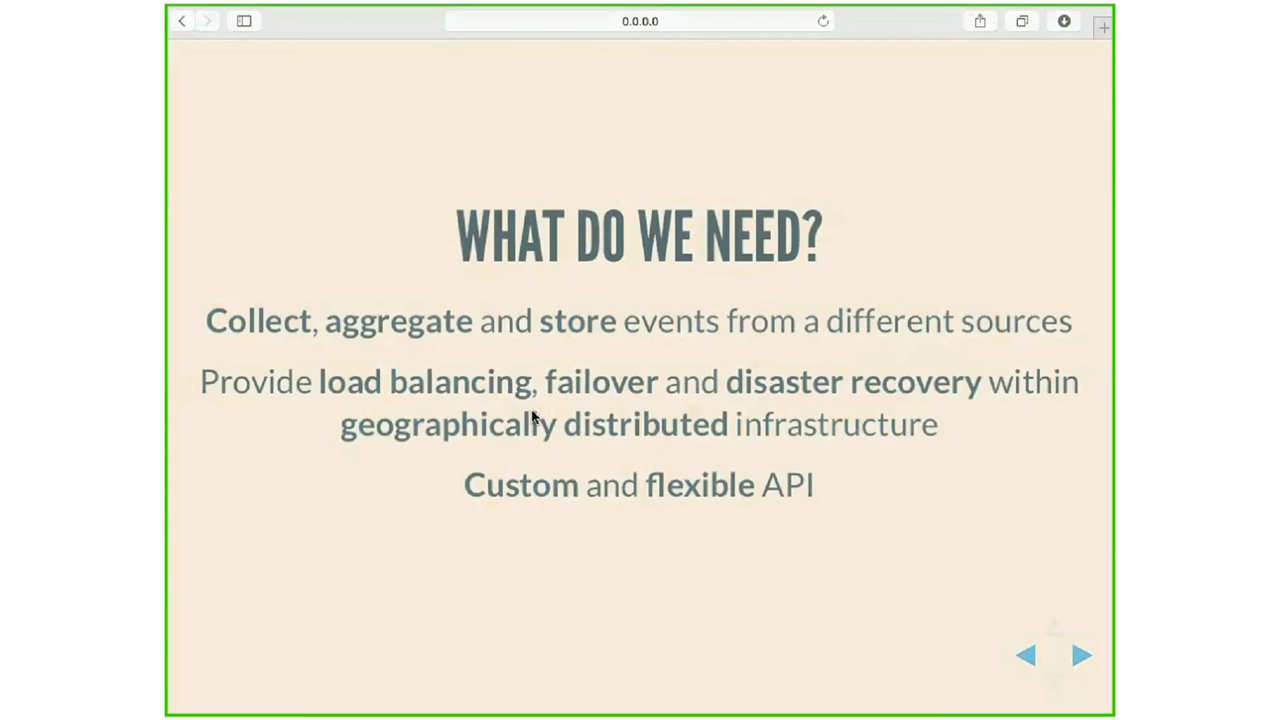 0.0.0.0
WHAT DO WE NEED?
Collect, aggregate and store events from a different sources
Provide load balancing, failover and disaster recovery within
geographically distributed infrastructure
Custom and flexible API